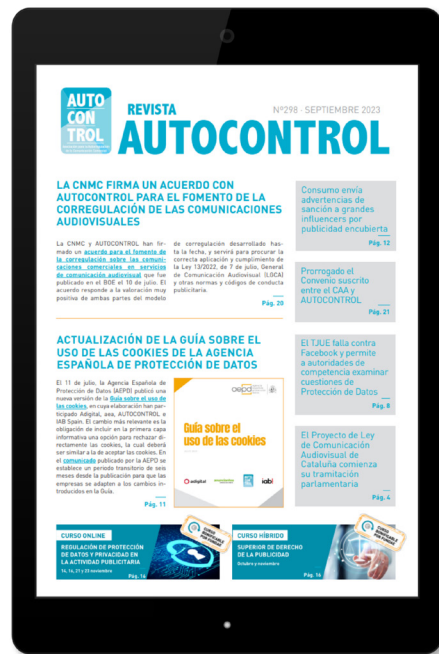 AUTO
CON
TROL
REVISTA
Nº298 · SEPTIEMBRE 2023
AUTOCONTROL
LA CNMC FIRMA UN ACUERDO CON
AUTOCONTROL PARA EL FOMENTO DE LA
CORREGULACIÓN DE LAS COMUNICACIONES
AUDIOVISUALES
La CNMC y AUTOCONTROL han fir-
mado un acuerdo para el fomento de
la corregulación sobre las comuni-
caciones comerciales en servicios
de comunicación audiovisual que fue
publicado en el BOE el 10 de julio. El
acuerdo responde a la valoración muy
positiva de ambas partes del modelo
de corregulación desarrollado has-
ta la fecha, y servirá para procurar la
correcta aplicación y cumplimiento de
la Ley 13/2022, de 7 de julio, General
de Comunicación Audiovisual (LGCA)
y otras normas y códigos de conducta
publicitaria.
Pág. 20
ACTUALIZACIÓN DE LA GUÍA SOBRE EL
USO DE LAS COOKIES DE LA AGENCIA
ESPAÑOLA DE PROTECCIÓN DE DATOS
El 11 de julio, la Agencia Española de
Protección de Datos (AEPD) publicó una
nueva versión de la Guía sobre el uso de
las cookies, en cuya elaboración han par-
ticipado Adigital, aea, AUTOCONTROL e
IAB Spain. El cambio más relevante es la
obligación de incluir en la primera capa
informativa una opción para rechazar di-
rectamente las cookies, la cual deberá
ser similar a la de aceptar las cookies. En
el comunicado publicado por la AEPD se
establece un periodo transitorio de seis
meses desde la publicación para que las
empresas se adapten a los cambios in-
troducidos en la Guía.
Pág. 11
aepd
Guía sobre el
uso de las cookies
adigital
iab
Consumo envía
advertencias de
sanción a grandes
influencers por
publicidad encubierta
Pág. 12
Prorrogado el
Convenio suscrito
entre el CAA y
AUTOCONTROL
Pág. 21
El TJUE falla contra
Facebook y permite
a autoridades de
competencia examinar
cuestiones de
Protección de Datos
Pág. 8
El Proyecto de Ley
de Comunicación
Audiovisual de
Cataluña comienza
su tramitación
parlamentaria
Pág. 4
CURSO ONLINE
REGULACIÓN DE PROTECCIÓN
DE DATOS Y PRIVACIDAD EN
LA ACTIVIDAD PUBLICITARIA
14, 16, 21 y 23 noviembre
Pág. 16
CURSO
BONIFICABLE
POR FUNDAE
CURSO HÍBRIDO
SUPERIOR DE DERECHO
DE LA PUBLICIDAD
Octubre y noviembre
Pág. 16
CURSO
BONIFICABLE
POR FUNDAE